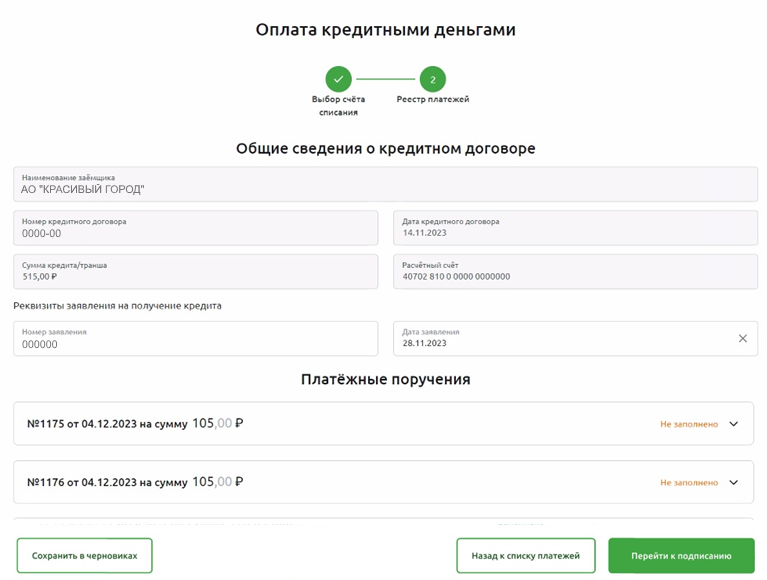 Оплата кредитными деньгами
2
Выбор счёта
списания
Реестр платежей
Общие сведения о кредитном договоре
Наименование заёмщика
АО "КРАСИВЫЙ ГОРОД"
Номер кредитного договора
0000-00
Дата кредитного договора
14.11.2023
Сумма кредита/транша
515,00 ₽
Расчётный счёт
40702 810 0 0000 0000000
Реквизиты заявления на получение кредита
Номер заявления
000000
Дата заявления
28.11.2023
Платёжные поручения
№1175 от 04.12.2023 на сумму 105,00 ₽
Не заполнено
№1176 от 04.12.2023 на сумму 105,00 ₽
Не заполнено
Сохранить в черновиках
Назад к списку платежей
Перейти к подписанию